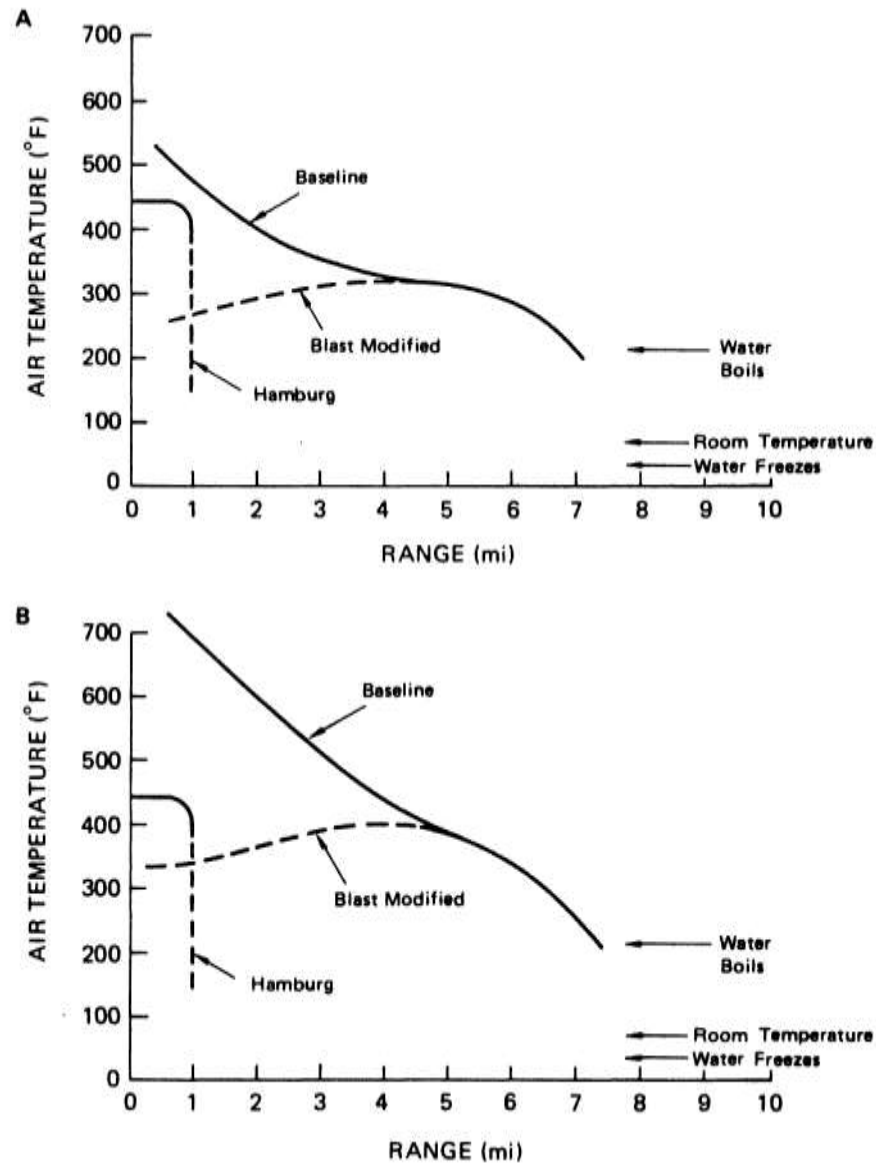 A
700
600
500
400
300
200
100
0
AIR TEMPERATURE (°F)
Baseline
Blast Modified
Hamburg
Water
Boils
Room Temperature
Water Freezes
0 1 2 3 4 5 6 7 8 9 10
RANGE (mi)
B
700
600
500
400
300
200
100
0
AIR TEMPERATURE (°F)
Baseline
Blast Modified
Hamburg
Water
Boils
Room Temperature
Water Freezes
0 1 2 3 4 5 6 7 8 9 10
RANGE (mi)